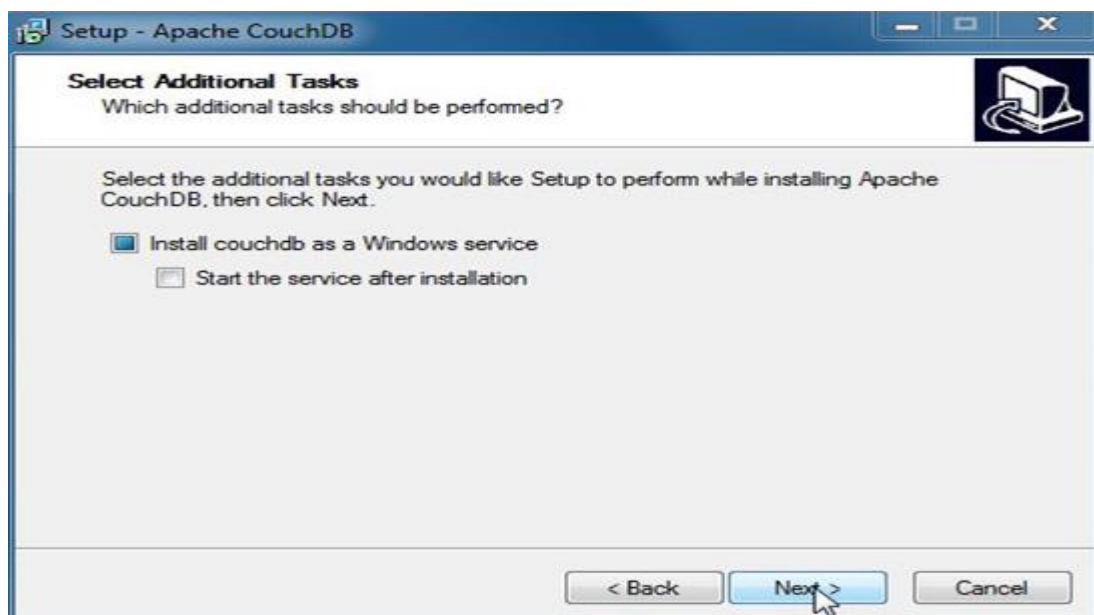 Setup - Apache CouchDB
Select Additional Tasks
Which additional tasks should be performed?
Select the additional tasks you would like Setup to perform while installing Apache
CouchDB, then click Next.
Install couchdb as a Windows service
Start the service after installation
< Back
Next >
Cancel